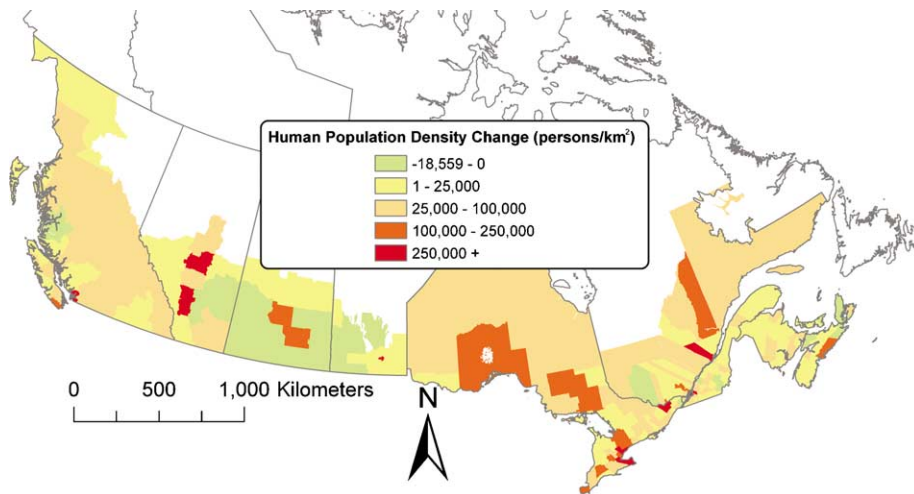 Human Population Density Change (persons/km²)
-18,559 - 0
1 - 25,000
25,000 - 100,000
100,000 - 250,000
250,000 +
0 500 1,000 Kilometers
N